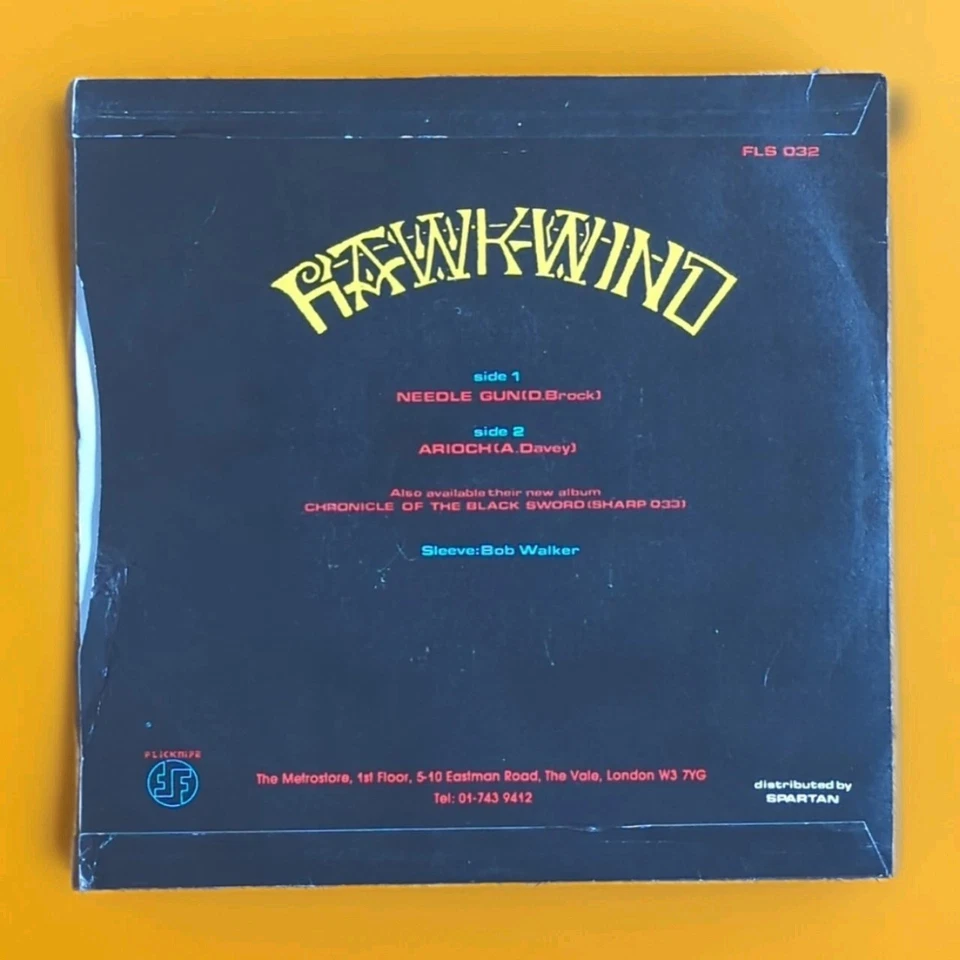 FLS 032
HAWKWIND
side 1
NEEDLE GUN(D.Brock)
side 2
ARIOCH(A.Davey)
Also available their new album
CHRONICLE OF THE BLACK SWORD(SHARP 033)
Sleeve:Bob Walker
FLICKNIFE
The Metrostore, 1st Floor, 5-10 Eastman Road, The Vale, London W3 7YG
Tel: 01-743 9412
distributed by
SPARTAN